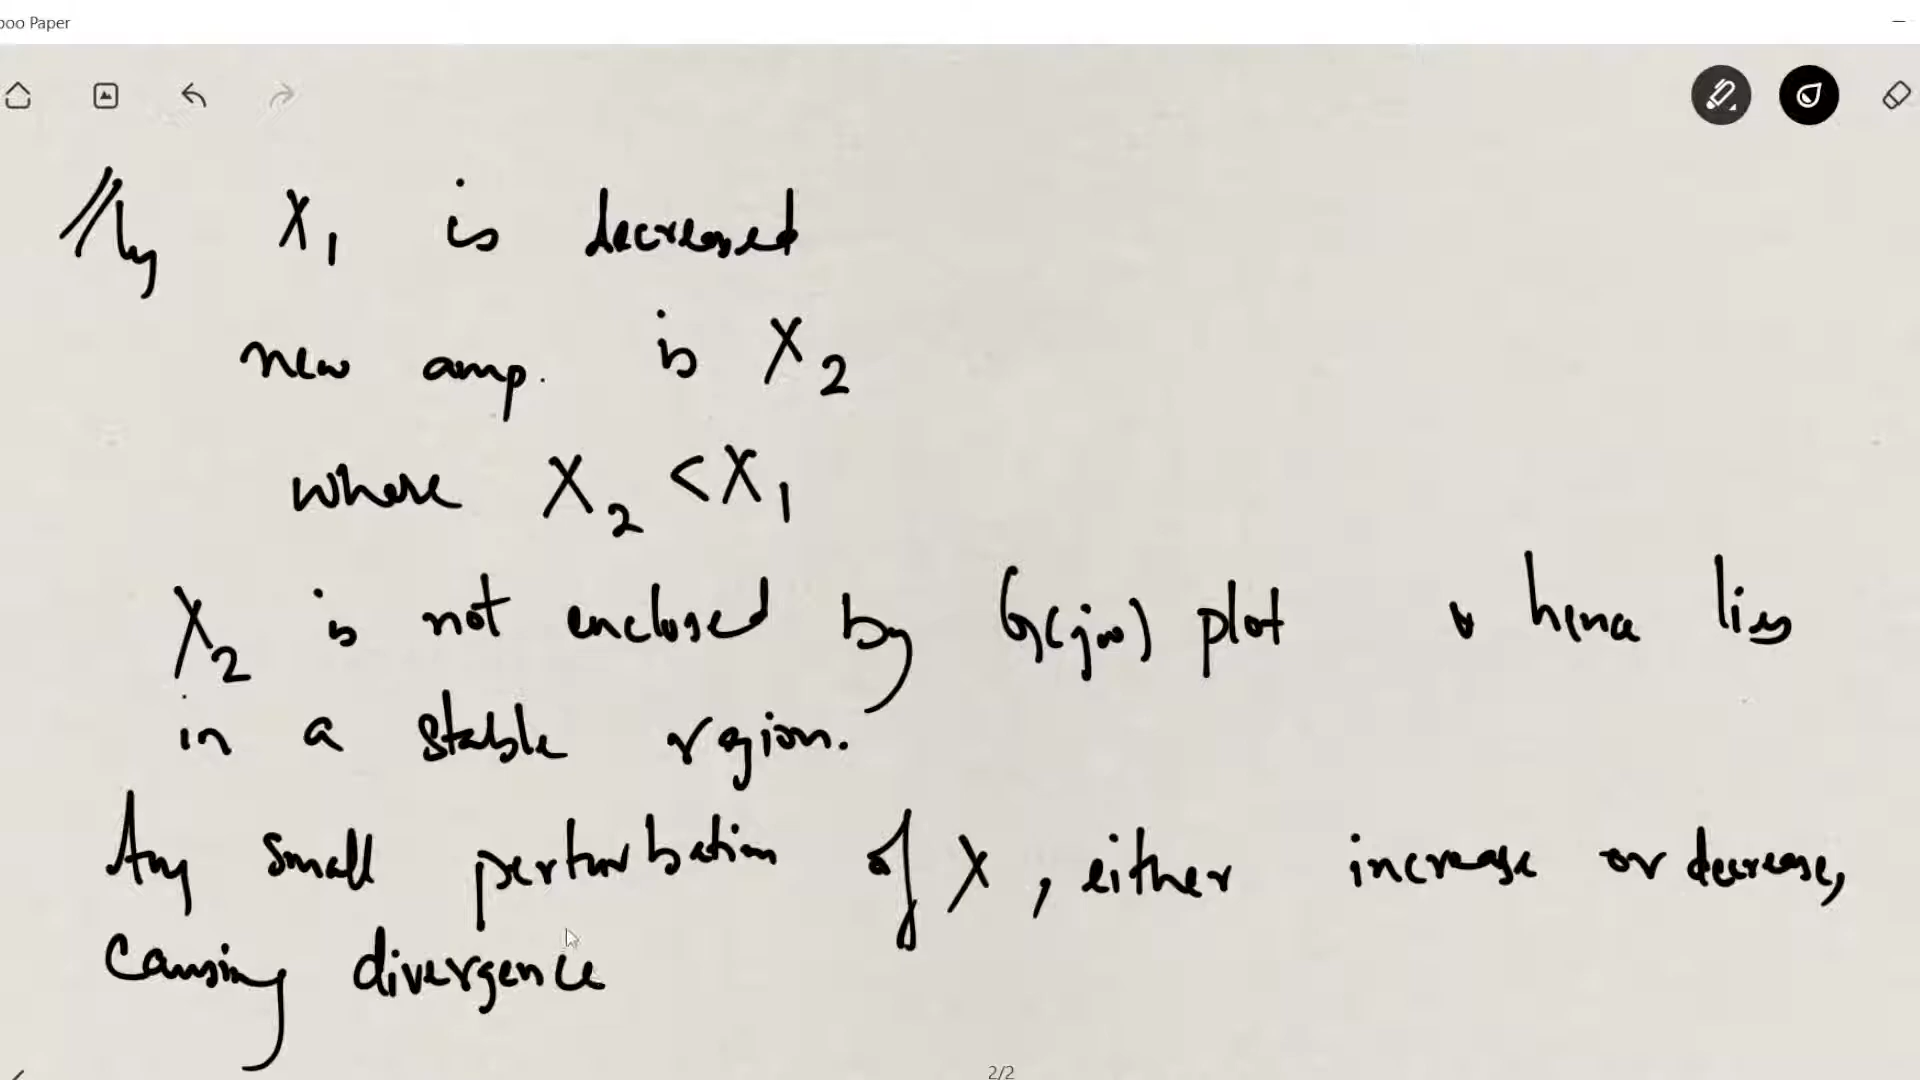 boo Paper
///ly X1 is decreased
new amp. is X2
where X2 < X1
X2 is not enclosed by G(jω) plot & hence lies
in a stable region.
Any small perturbation of X, either increase or decrease,
causing divergence
2/2